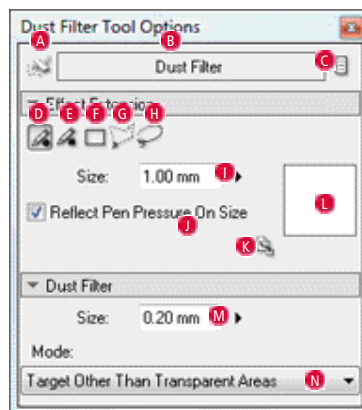 Dust Filter Tool Options
A B
Dust Filter C
Effect Extension
D E F G H
Size: 1.00 mm I
L
Reflect Pen Pressure On Size
J
K
Dust Filter
Size: 0.20 mm M
Mode:
Target Other Than Transparent Areas N